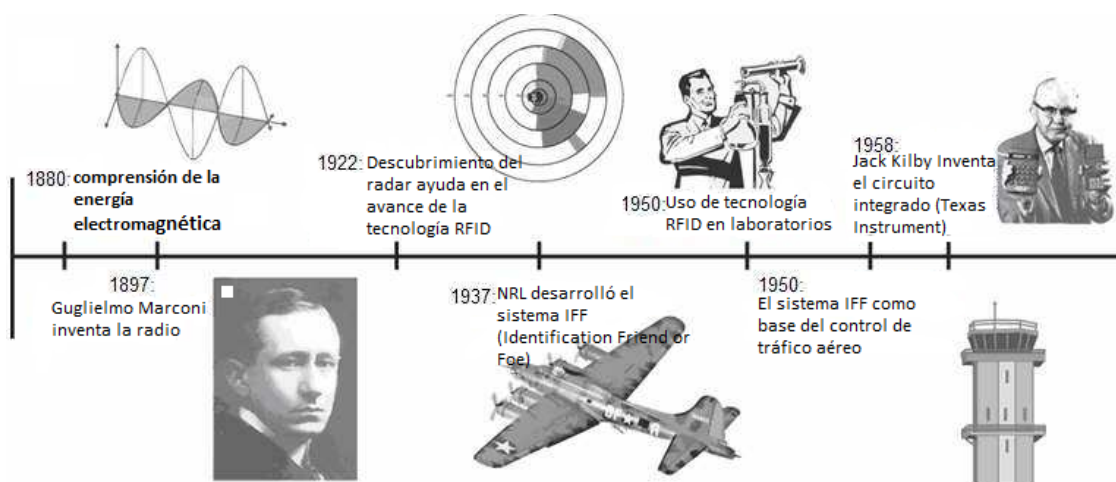 1880: comprensión de la
energía
electromagnética
1922: Descubrimiento del
radar ayuda en el
avance de la
tecnología RFID
1950: Uso de tecnología
RFID en laboratorios
1958:
Jack Kilby Inventa
el circuito
integrado (Texas
Instrument)
1897:
Guglielmo Marconi
inventa la radio
1937: NRL desarrolló el
sistema IFF
(Identification Friend or
Foe)
1950:
El sistema IFF como
base del control de
tráfico aéreo